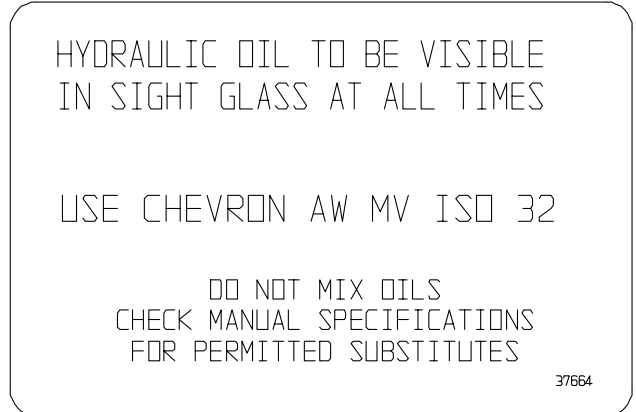 HYDRAULIC OIL TO BE VISIBLE
IN SIGHT GLASS AT ALL TIMES
USE CHEVRON AW MV ISO 32
DO NOT MIX OILS
CHECK MANUAL SPECIFICATIONS
FOR PERMITTED SUBSTITUTES
37664